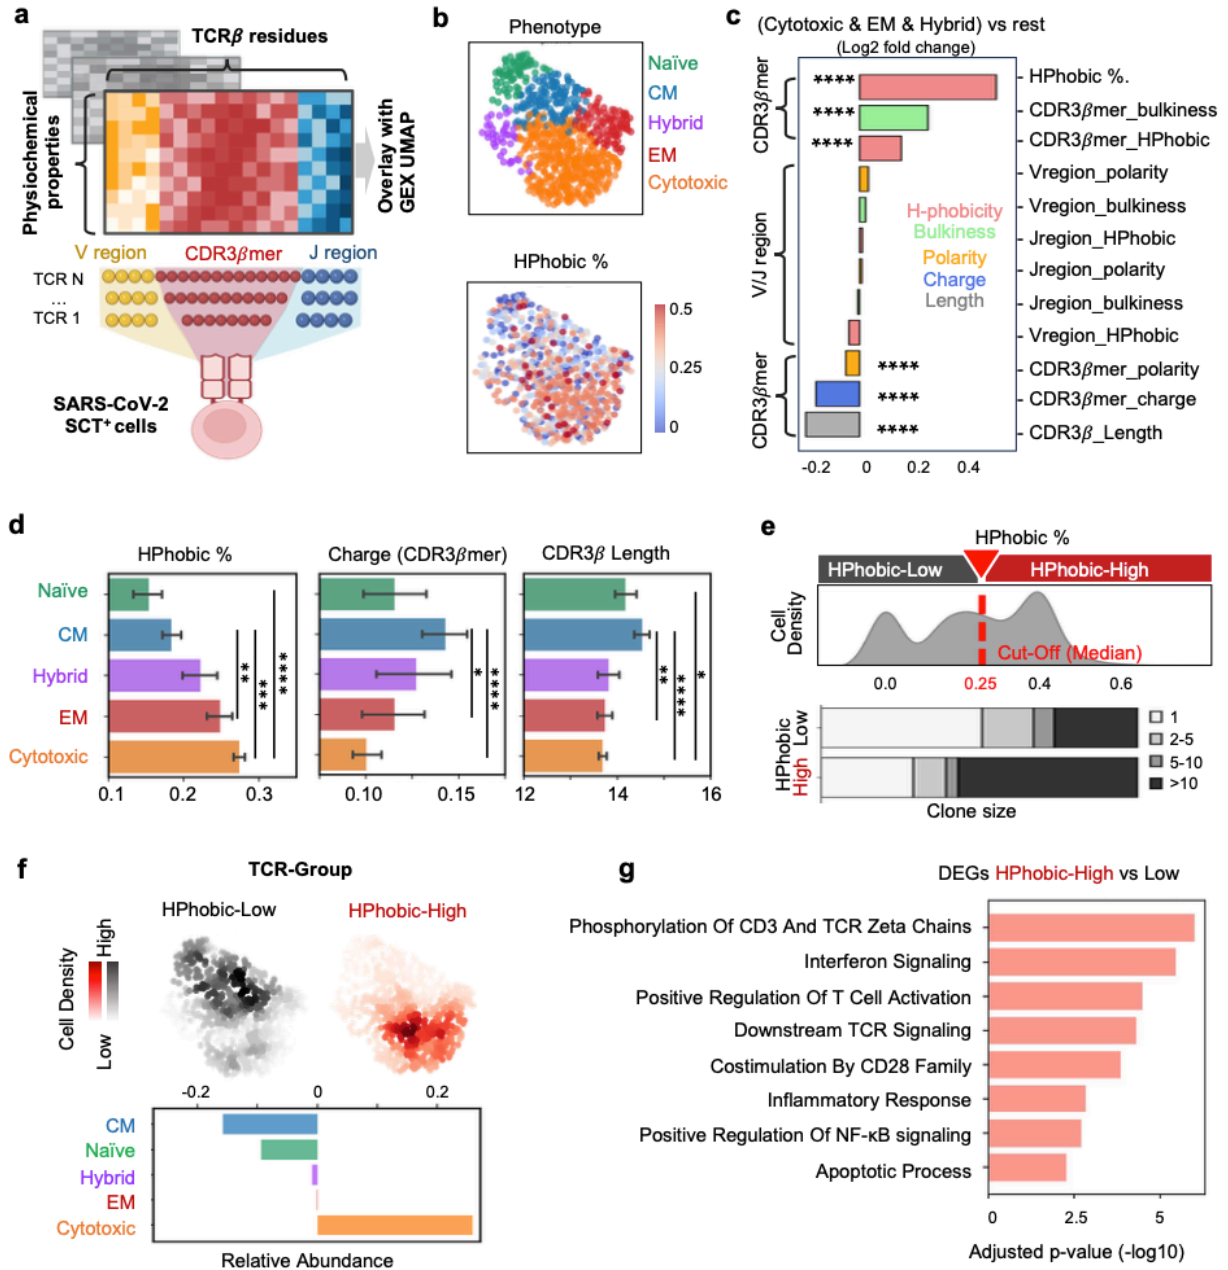 a
TCRβ residues
Physiochemical
properties
Overlay with
GEX UMAP
V region
CDR3βmer
J region
TCR N
...
TCR 1
SARS-CoV-2
SCT+ cells
b
Phenotype
Naïve
CM
Hybrid
EM
Cytotoxic
HPhobic %
0.5
0.25
0
c
(Cytotoxic & EM & Hybrid) vs rest
(Log2 fold change)
CDR3βmer
V/J region
CDR3βmer
****
****
****
****
****
****
H-phobicity
Bulkiness
Polarity
Charge
Length
HPhobic %.
CDR3βmer_bulkiness
CDR3βmer_HPhobic
Vregion_polarity
Vregion_bulkiness
Jregion_HPhobic
Jregion_polarity
Jregion_bulkiness
Vregion_HPhobic
CDR3βmer_polarity
CDR3βmer_charge
CDR3β_Length
-0.2 0 0.2 0.4
d
HPhobic %
Charge (CDR3βmer)
CDR3β Length
Naïve
CM
Hybrid
EM
Cytotoxic
**
***
****
*
****
**
****
*
0.1 0.2 0.3
0.10 0.15
12 14 16
e
HPhobic %
HPhobic-Low
HPhobic-High
Cell
Density
Cut-Off (Median)
0.0 0.25 0.4 0.6
HPhobic
High Low
1
2-5
5-10
>10
Clone size
f
TCR-Group
HPhobic-Low
HPhobic-High
Cell Density
Low High
-0.2 0 0.2
CM
Naïve
Hybrid
EM
Cytotoxic
Relative Abundance
g
DEGs HPhobic-High vs Low
Phosphorylation Of CD3 And TCR Zeta Chains
Interferon Signaling
Positive Regulation Of T Cell Activation
Downstream TCR Signaling
Costimulation By CD28 Family
Inflammatory Response
Positive Regulation Of NF-κB signaling
Apoptotic Process
0 2.5 5
Adjusted p-value (-log10)